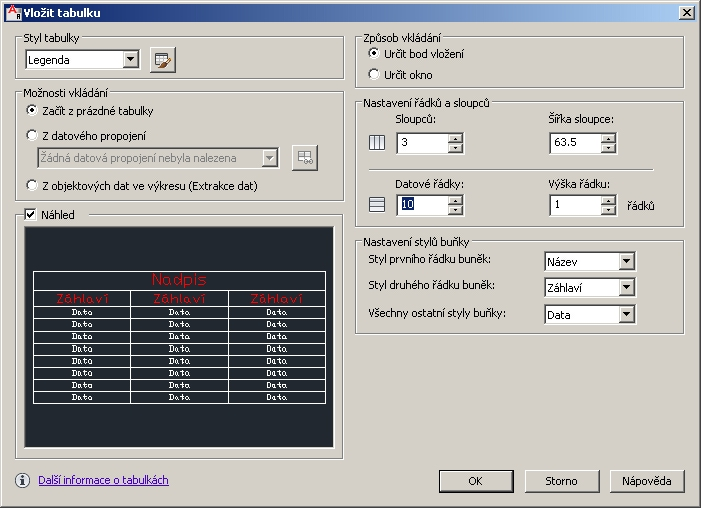 Vložit tabulku
Styl tabulky
Legenda
Možnosti vkládání
Začít z prázdné tabulky
Z datového propojení
Žádná datová propojení nebyla nalezena
Z objektových dat ve výkresu (Extrakce dat)
Náhled
Nadpis
Záhlaví Záhlaví Záhlaví
Data Data Data
Data Data Data
Data Data Data
Data Data Data
Data Data Data
Data Data Data
Data Data Data
Data Data Data
Způsob vkládání
Určit bod vložení
Určit okno
Nastavení řádků a sloupců
Sloupců: Šířka sloupce:
3 63.5
Datové řádky: Výška řádku:
10 1 řádků
Nastavení stylů buňky
Styl prvního řádku buněk: Název
Styl druhého řádku buněk: Záhlaví
Všechny ostatní styly buňky: Data
Další informace o tabulkách
OK Storno Nápověda